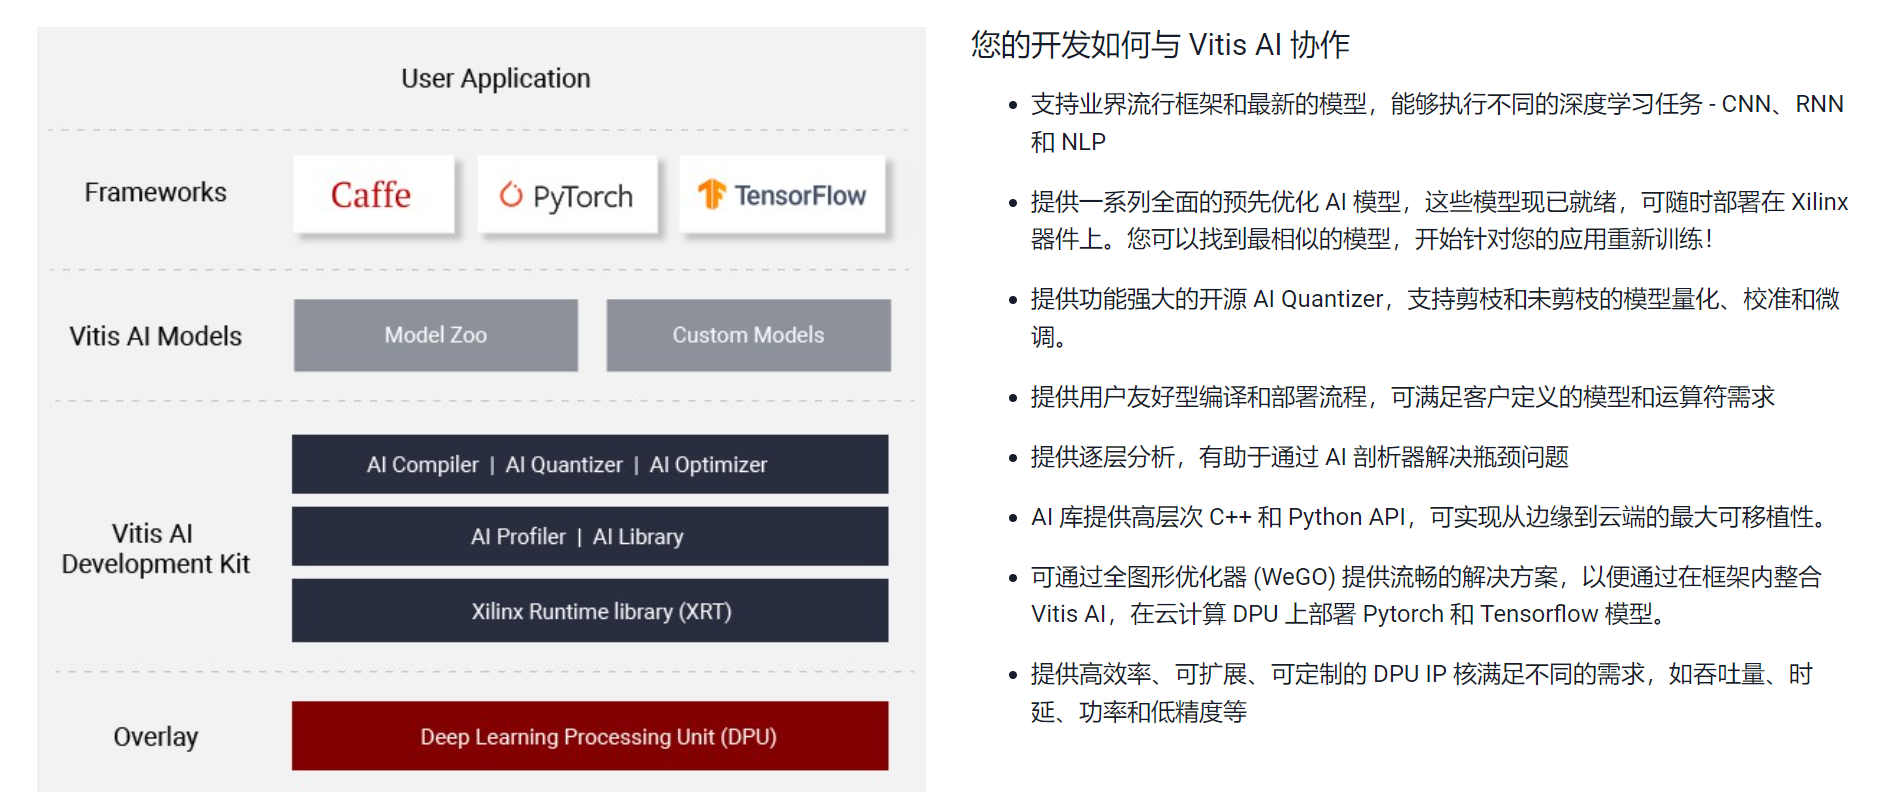 User Application
Frameworks
Caffe
PyTorch
TensorFlow
Vitis AI Models
Model Zoo
Custom Models
Vitis AI
Development Kit
AI Compiler | AI Quantizer | AI Optimizer
AI Profiler | AI Library
Xilinx Runtime library (XRT)
Overlay
Deep Learning Processing Unit (DPU)
您的开发如何与 Vitis AI 协作
• 支持业界流行框架和最新的模型，能够执行不同的深度学习任务 - CNN、RNN
和 NLP
• 提供一系列全面的预先优化 AI 模型，这些模型现已就绪，可随时部署在 Xilinx
器件上。您可以找到最相似的模型，开始针对您的应用重新训练！
• 提供功能强大的开源 AI Quantizer，支持剪枝和未剪枝的模型量化、校准和微
调。
• 提供用户友好型编译和部署流程，可满足客户定义的模型和运算符需求
• 提供逐层分析，有助于通过 AI 剖析器解决瓶颈问题
• AI 库提供高层次 C++ 和 Python API，可实现从边缘到云端的最大可移植性。
• 可通过全图形优化器 (WeGO) 提供流畅的解决方案，以便通过在框架内整合
Vitis AI，在云计算 DPU 上部署 Pytorch 和 Tensorflow 模型。
• 提供高效率、可扩展、可定制的 DPU IP 核满足不同的需求，如吞吐量、时
延、功率和低精度等